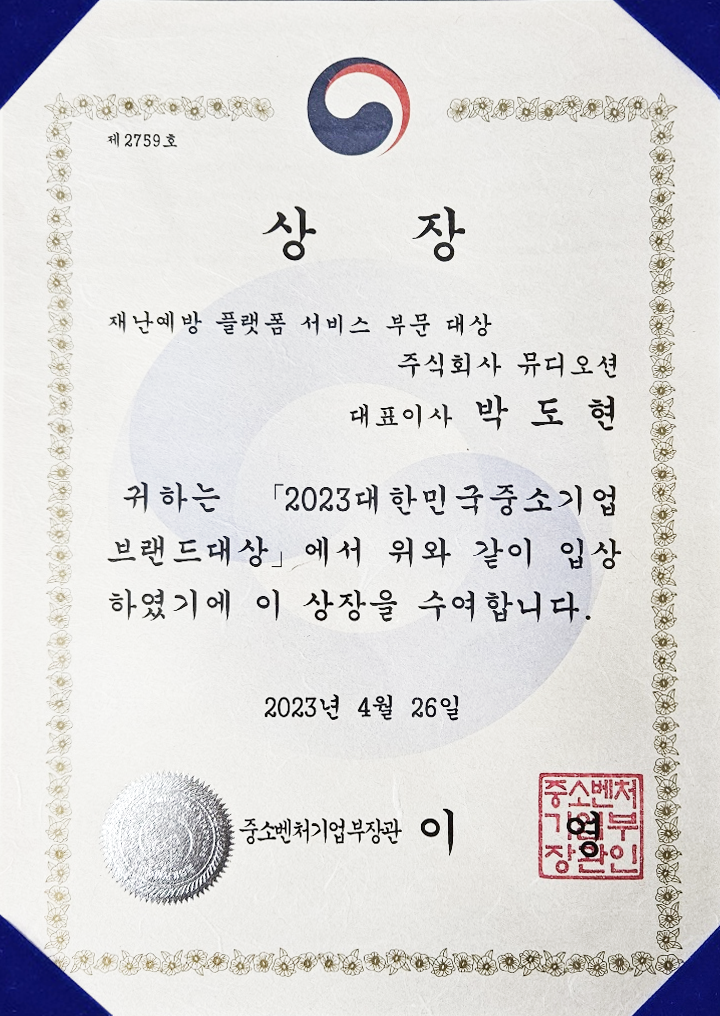 제2759호
상 장
재난예방 플랫폼 서비스 부문 대상
주식회사 뮤디오션
대표이사 박 도 현
귀하는 「2023대한민국중소기업
브랜드대상」에서 위와 같이 입상
하였기에 이 상장을 수여합니다.
2023년 4월 26일
중소벤처기업부장관 이 영
중소벤처
기업부
장관인